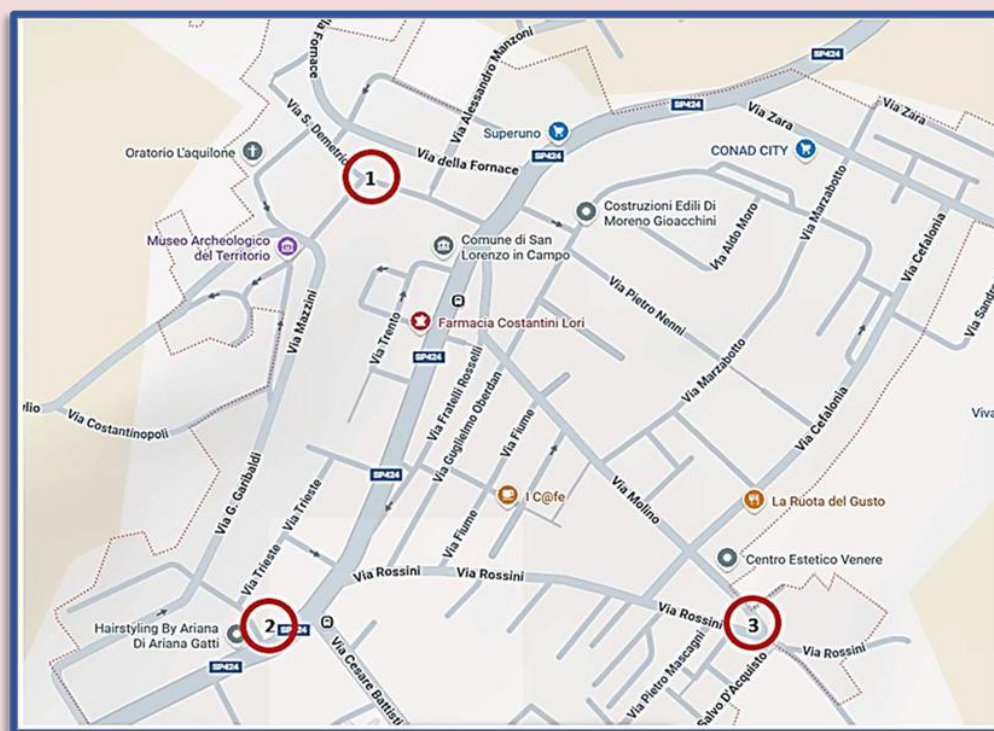 Via Fornace
Via S. Demetrio
Via Alessandro Manzoni
SP424
SP424
Via Zara
Via Zara
Superuno
SP424
CONAD CITY
Oratorio L'aquilone
Via della Fornace
1
Via Marzabotto
Costruzioni Edili Di
Moreno Gioacchini
Via Aldo Moro
Via Cefalonia
Museo Archeologico
del Territorio
Comune di San
Lorenzo in Campo
Via Pietro Nenni
Via Sandro
Via Mazzini
Via Trento
Farmacia Costantini Lori
SP424
Via Marzabotto
Via Fratelli Rosselli
Via Guglielmo Oberdan
Via Fiume
lio
Via Costantinopoli
Viva
Via Cefalonia
SP424
Via G. Garibaldi
Via Trieste
I C@fe
Via Molino
La Ruota del Gusto
Via Fiume
Via Trieste
Via Rossini
Via Rossini
Centro Estetico Venere
Hairstyling By Ariana
Di Ariana Gatti
2
SP424
Via Rossini
3
Via Rossini
SP424
Via Cesare Battisti
Via Pietro Mascagni
Salvo D'Acquisto